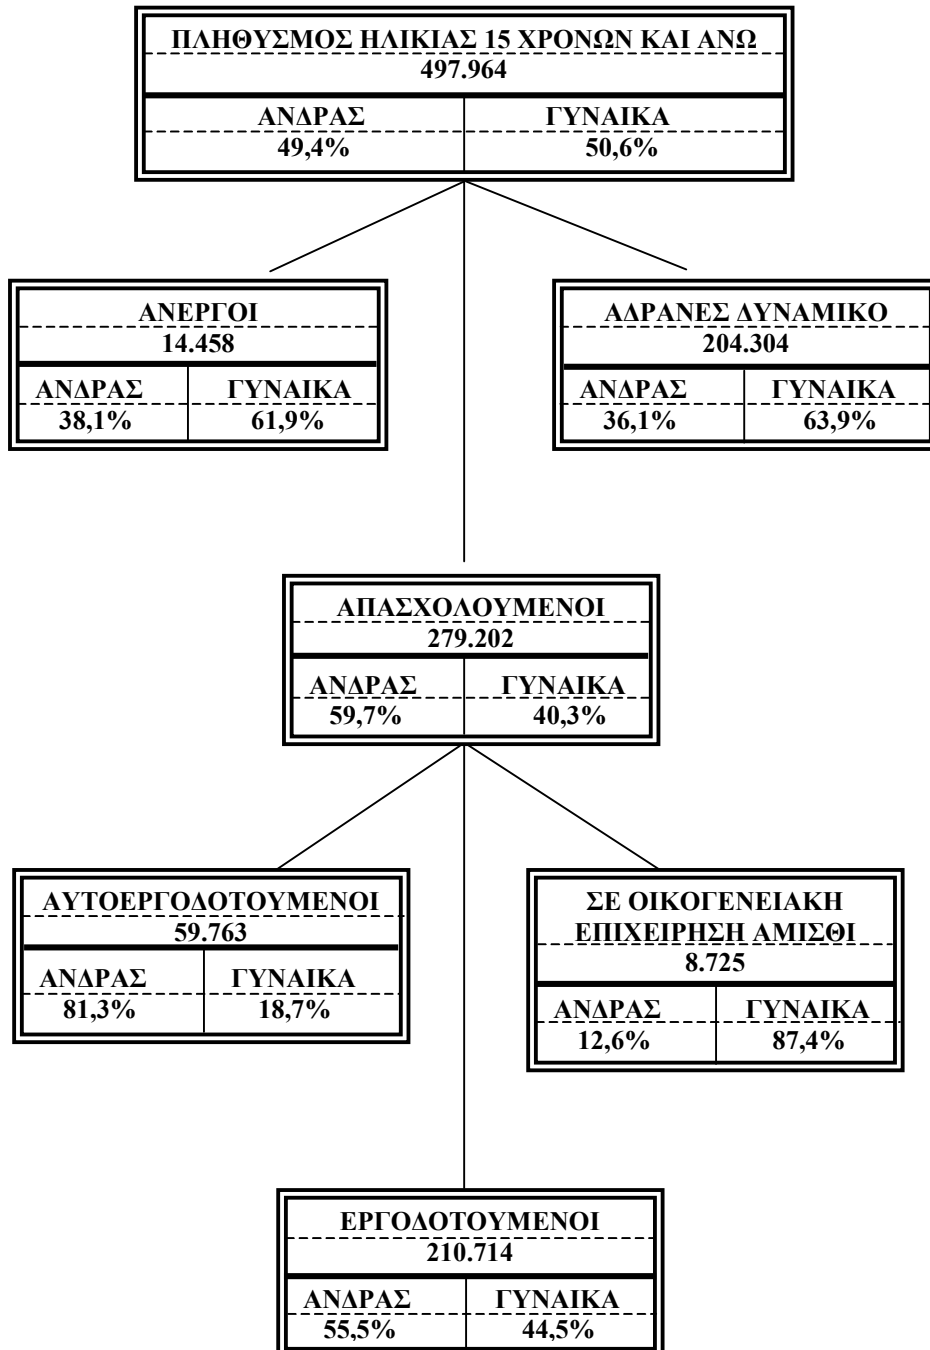 ΠΛΗΘΥΣΜΟΣ ΗΛΙΚΙΑΣ 15 ΧΡΟΝΩΝ ΚΑΙ ΑΝΩ
497.964
ΑΝΔΡΑΣ ΓΥΝΑΙΚΑ
49,4% 50,6%
ΑΝΕΡΓΟΙ
14.458
ΑΝΔΡΑΣ ΓΥΝΑΙΚΑ
38,1% 61,9%
ΑΔΡΑΝΕΣ ΔΥΝΑΜΙΚΟ
204.304
ΑΝΔΡΑΣ ΓΥΝΑΙΚΑ
36,1% 63,9%
ΑΠΑΣΧΟΛΟΥΜΕΝΟΙ
279.202
ΑΝΔΡΑΣ ΓΥΝΑΙΚΑ
59,7% 40,3%
ΑΥΤΟΕΡΓΟΔΟΤΟΥΜΕΝΟΙ
59.763
ΑΝΔΡΑΣ ΓΥΝΑΙΚΑ
81,3% 18,7%
ΣΕ ΟΙΚΟΓΕΝΕΙΑΚΗ
ΕΠΙΧΕΙΡΗΣΗ ΑΜΙΣΘΙ
8.725
ΑΝΔΡΑΣ ΓΥΝΑΙΚΑ
12,6% 87,4%
ΕΡΓΟΔΟΤΟΥΜΕΝΟΙ
210.714
ΑΝΔΡΑΣ ΓΥΝΑΙΚΑ
55,5% 44,5%